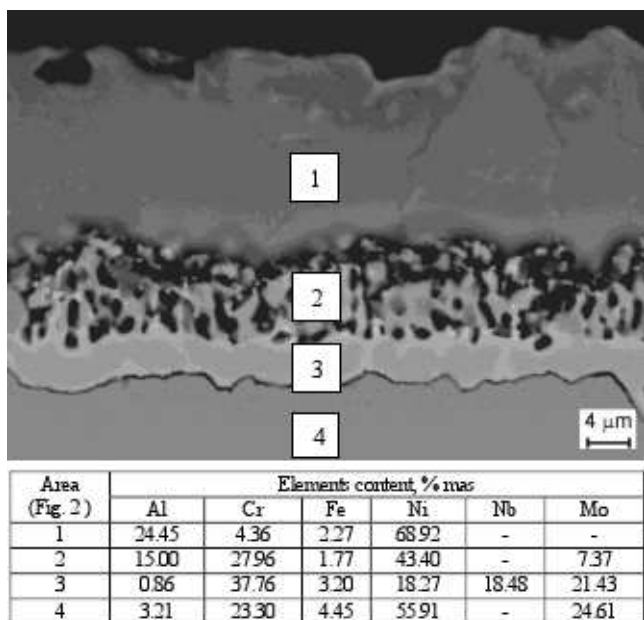 1
2
3
4
4 μm
Area (Fig. 2) Elements content, % mas
Al Cr Fe Ni Nb Mo
1 24.45 4.36 2.27 68.92 - -
2 15.00 27.96 1.77 43.40 - 7.37
3 0.86 37.76 3.20 18.27 18.48 21.43
4 3.21 23.30 4.45 55.91 - 24.61